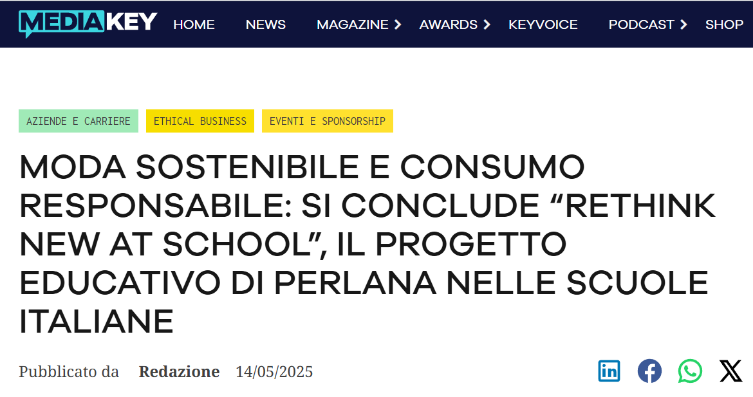 MEDIAKEY HOME NEWS MAGAZINE AWARDS KEYVOICE PODCAST SHOP
AZIENDE E CARRIERE ETHICAL BUSINESS EVENTI E SPONSORSHIP
MODA SOSTENIBILE E CONSUMO
RESPONSABILE: SI CONCLUDE “RETHINK
NEW AT SCHOOL”, IL PROGETTO
EDUCATIVO DI PERLANA NELLE SCUOLE
ITALIANE
Pubblicato da Redazione 14/05/2025